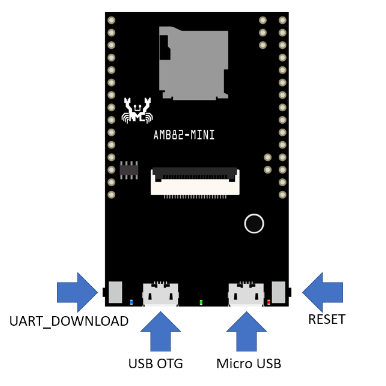 AMB82-MINI
UART_DOWNLOAD
RESET
USB OTG
Micro USB